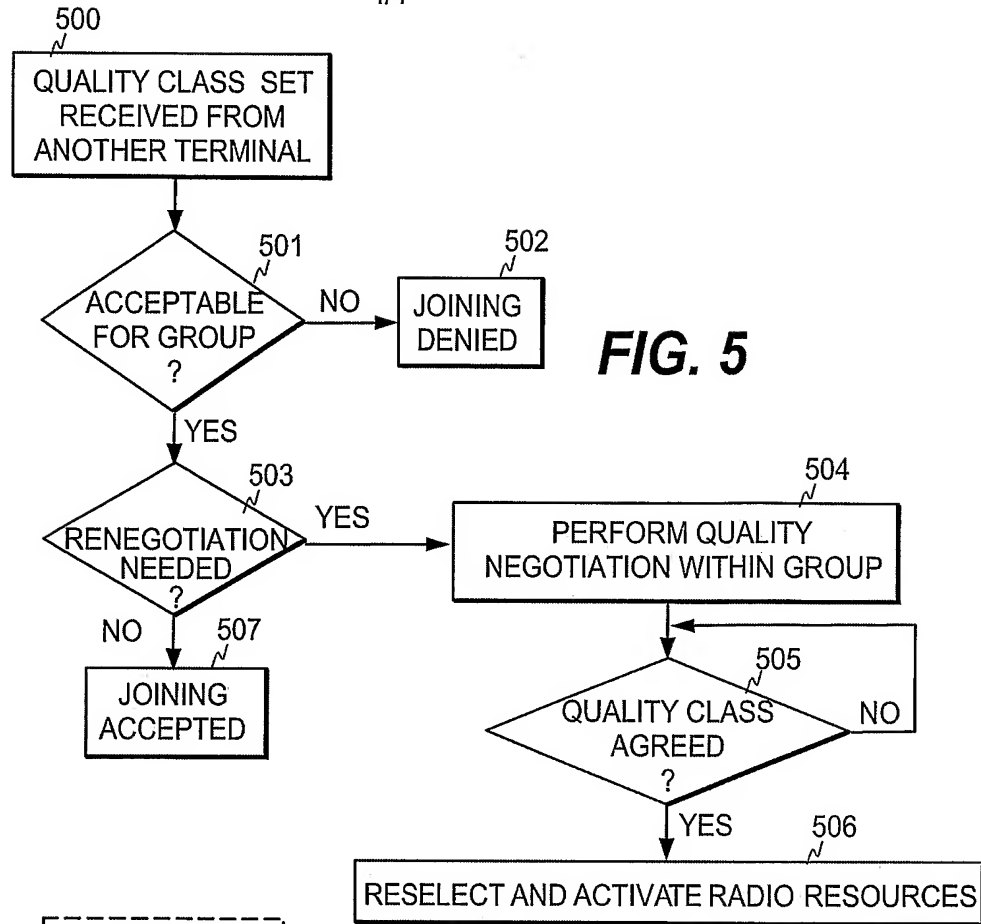 500
QUALITY CLASS SET
RECEIVED FROM
ANOTHER TERMINAL
501
ACCEPTABLE
FOR GROUP
?
NO
502
JOINING
DENIED
FIG. 5
YES
503
RENEGOTIATION
NEEDED
?
YES
504
PERFORM QUALITY
NEGOTIATION WITHIN GROUP
NO
507
JOINING
ACCEPTED
505
QUALITY CLASS
AGREED
?
NO
YES
506
RESELECT AND ACTIVATE RADIO RESOURCES